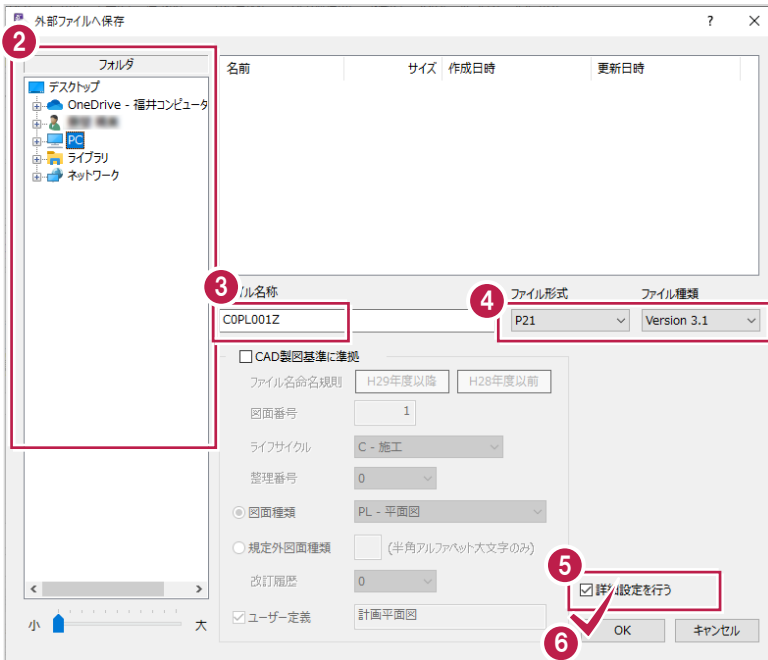 外部ファイルへ保存
?
2
フォルダ
名前 サイズ 作成日時 更新日時
デスクトップ
OneDrive - 福井コンピュータ
PC
ライブラリ
ネットワーク
3
イル名称
4
ファイル形式 ファイル種類
C0PL001Z P21 Version 3.1
CAD製図基準に準拠
ファイル名命名規則 H29年度以降 H28年度以前
図面番号 1
ライフサイクル C - 施工
整理番号 0
図面種類 PL - 平面図
規定外図面種類 (半角アルファベット大文字のみ)
改訂履歴 0
5
詳細設定を行う
小 大
ユーザー定義 計画平面図
6
OK キャンセル